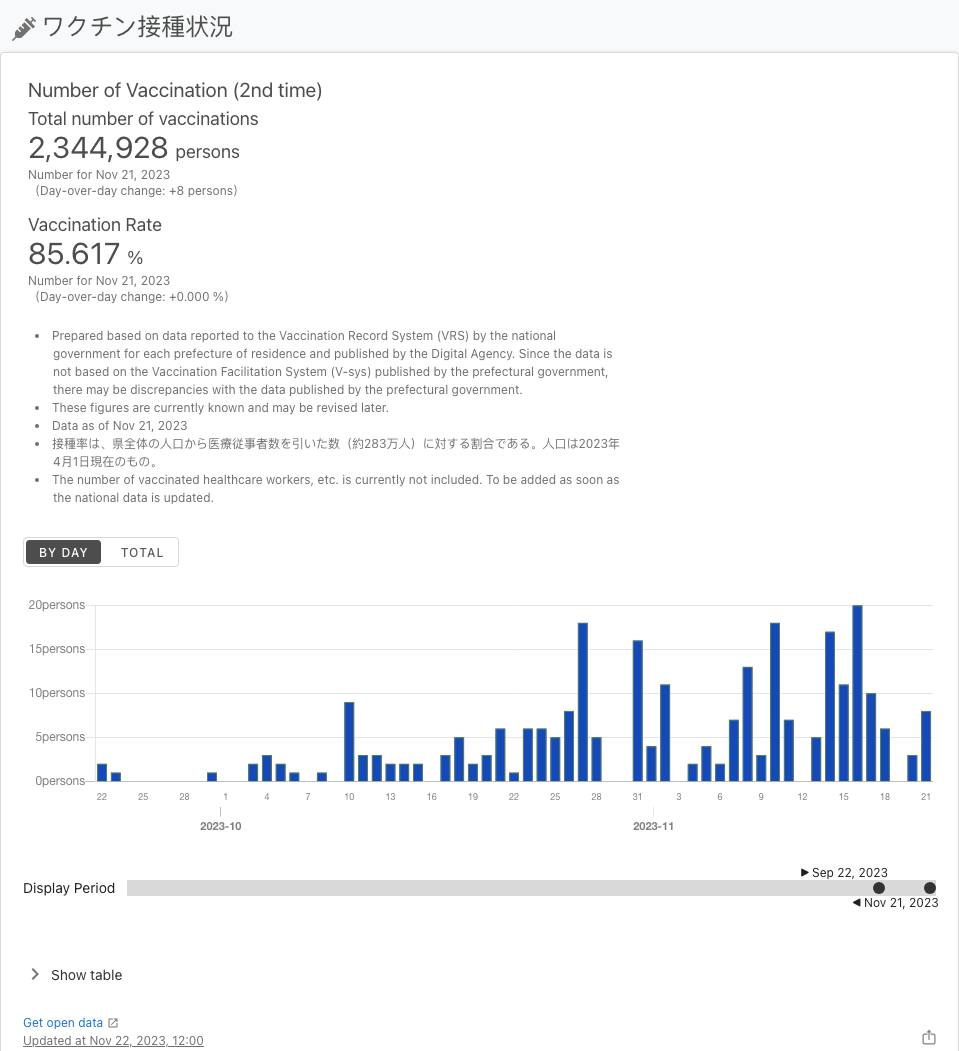 ワクチン接種状況
Number of Vaccination (2nd time)
Total number of vaccinations
2,344,928 persons
Number for Nov 21, 2023
(Day-over-day change: +8 persons)
Vaccination Rate
85.617 %
Number for Nov 21, 2023
(Day-over-day change: +0.000 %)
• Prepared based on data reported to the Vaccination Record System (VRS) by the national
government for each prefecture of residence and published by the Digital Agency. Since the data is
not based on the Vaccination Facilitation System (V-sys) published by the prefectural government,
there may be discrepancies with the data published by the prefectural government.
• These figures are currently known and may be revised later.
• Data as of Nov 21, 2023
• 接種率は、県全体の人口から医療従事者数を引いた数（約283万人）に対する割合である。人口は2023年
4月1日現在のもの。
• The number of vaccinated healthcare workers, etc. is currently not included. To be added as soon as
the national data is updated.
BY DAY TOTAL
20persons
15persons
10persons
5persons
0persons
22 25 28 1 4 7 10 13 16 19 22 25 28 31 3 6 9 12 15 18 21
2023-10 2023-11
Sep 22, 2023
Display Period
Nov 21, 2023
Show table
Get open data
Updated at Nov 22, 2023, 12:00